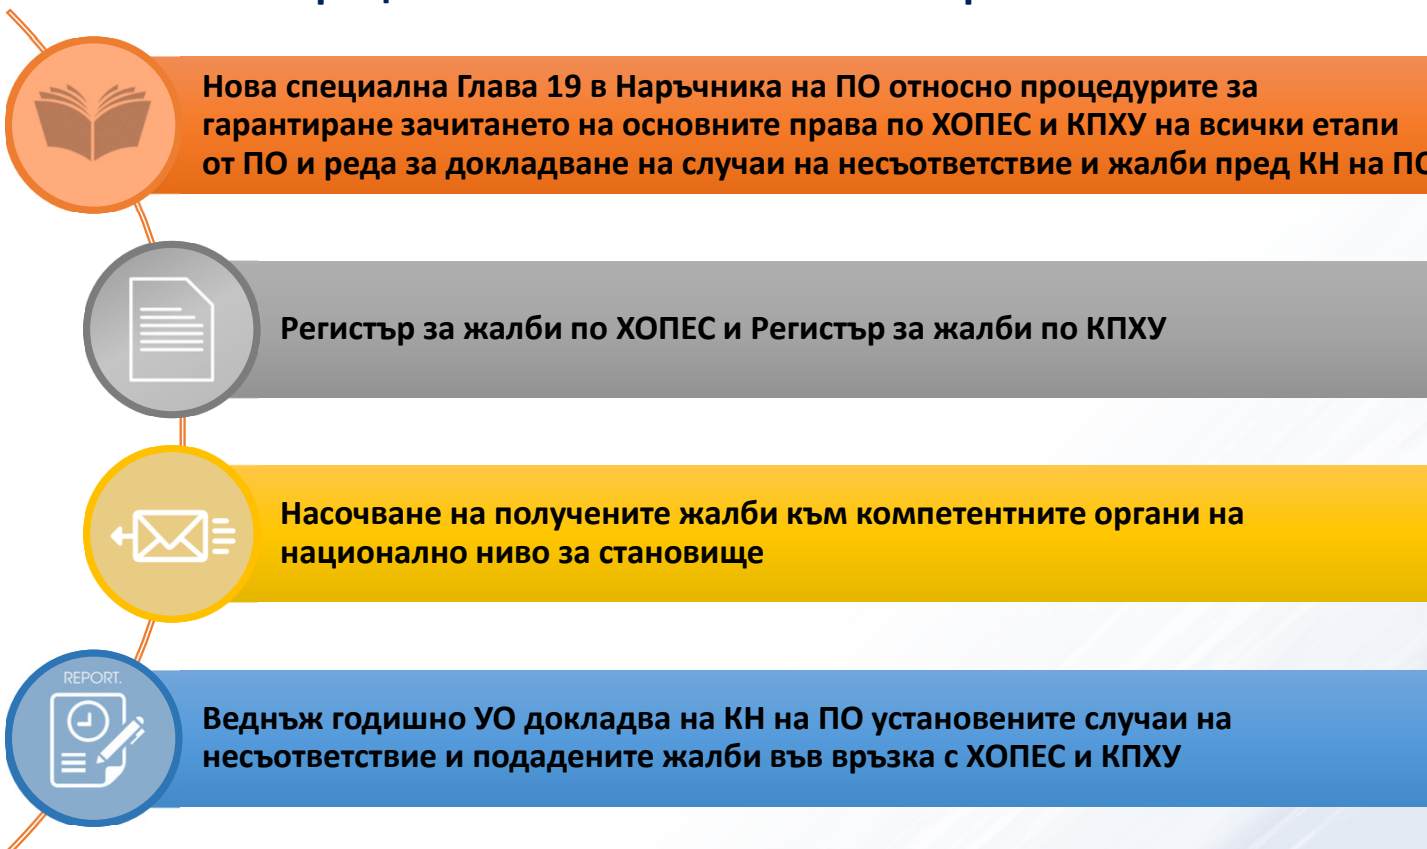 Нова специална Глава 19 в Наръчника на ПО относно процедурите за
гарантиране зачитането на основните права по ХОПЕС и КПХУ на всички етапи
от ПО и реда за докладване на случаи на несъответствие и жалби пред КН на ПО
Регистър за жалби по ХОПЕС и Регистър за жалби по КПХУ
Насочване на получените жалби към компетентните органи на
национално ниво за становище
REPORT.
Веднъж годишно УО докладва на КН на ПО установените случаи на
несъответствие и подадените жалби във връзка с ХОПЕС и КПХУ